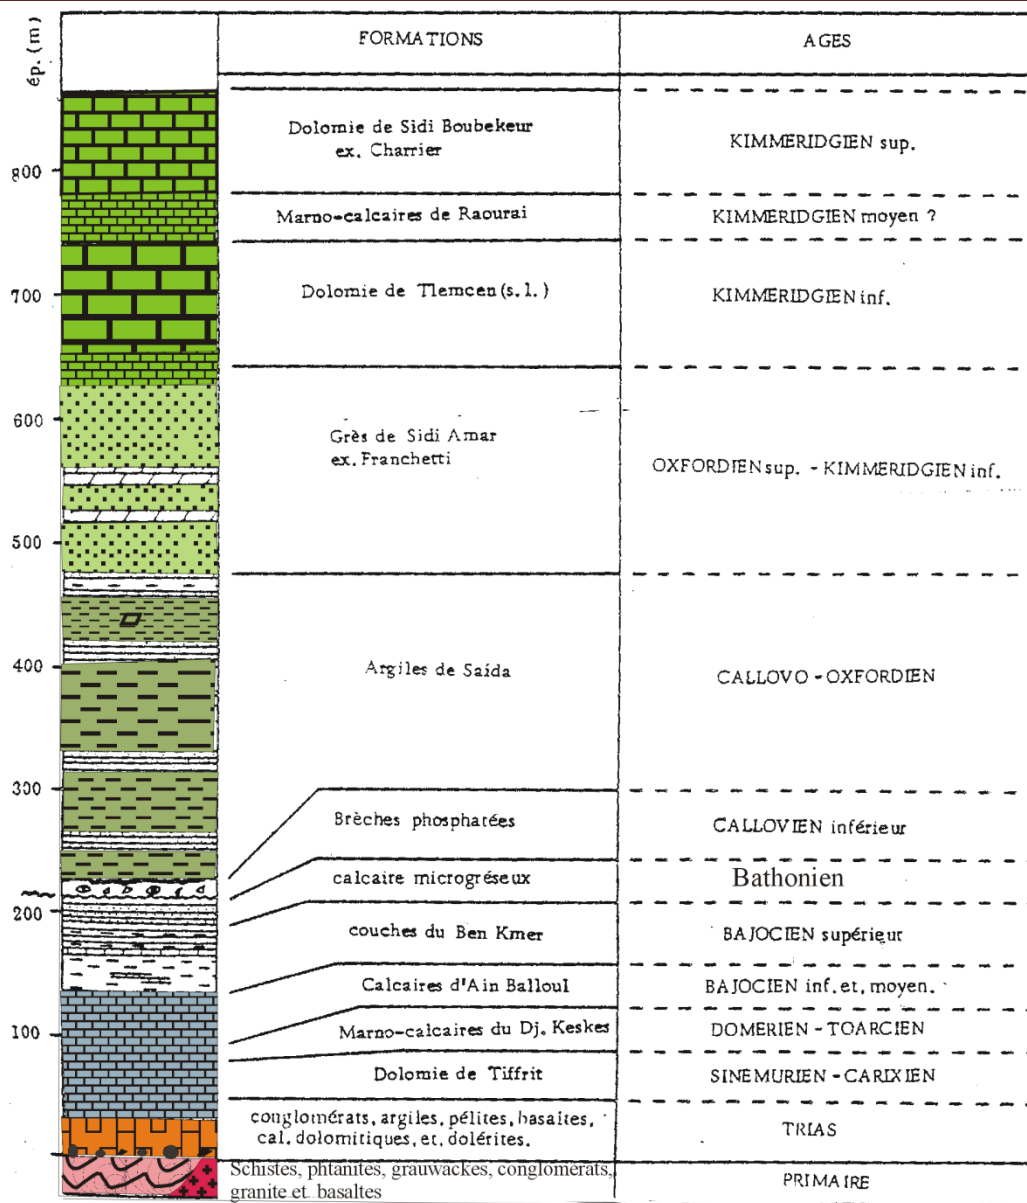 ép. (m)
FORMATIONS
AGES
Dolomie de Sidi Boubekeur
ex. Charrier
KIMMERIDGIEN sup.
800
Marno-calcaires de Raourai
KIMMERIDGIEN moyen ?
700
Dolomie de Tlemcen (s. l. )
KIMMERIDGIEN inf.
600
Grès de Sidi Amar
ex. Franchetti
OXFORDIEN sup. - KIMMERIDGIEN inf.
500
400
Argiles de Saïda
CALLOVO - OXFORDIEN
300
Brèches phosphatées
CALLOVIEN inférieur
calcaire microgréseux
Bathonien
200
couches du Ben Kmer
BAJOCIEN supérieur
Calcaires d'Ain Balloul
BAJOCIEN inf. et. moyen.
100
Marno-calcaires du Dj. Keskes
DOMERIEN - TOARCIEN
Dolomie de Tiffrit
SINEMURIEN - CARIXIEN
conglomérats, argiles, pélites, basaltes,
cal. dolomitiques, et, dolérites.
TRIAS
Schistes, phtanites, grauwackes, conglomérats,
granite et basaltes
PRIMAIRE